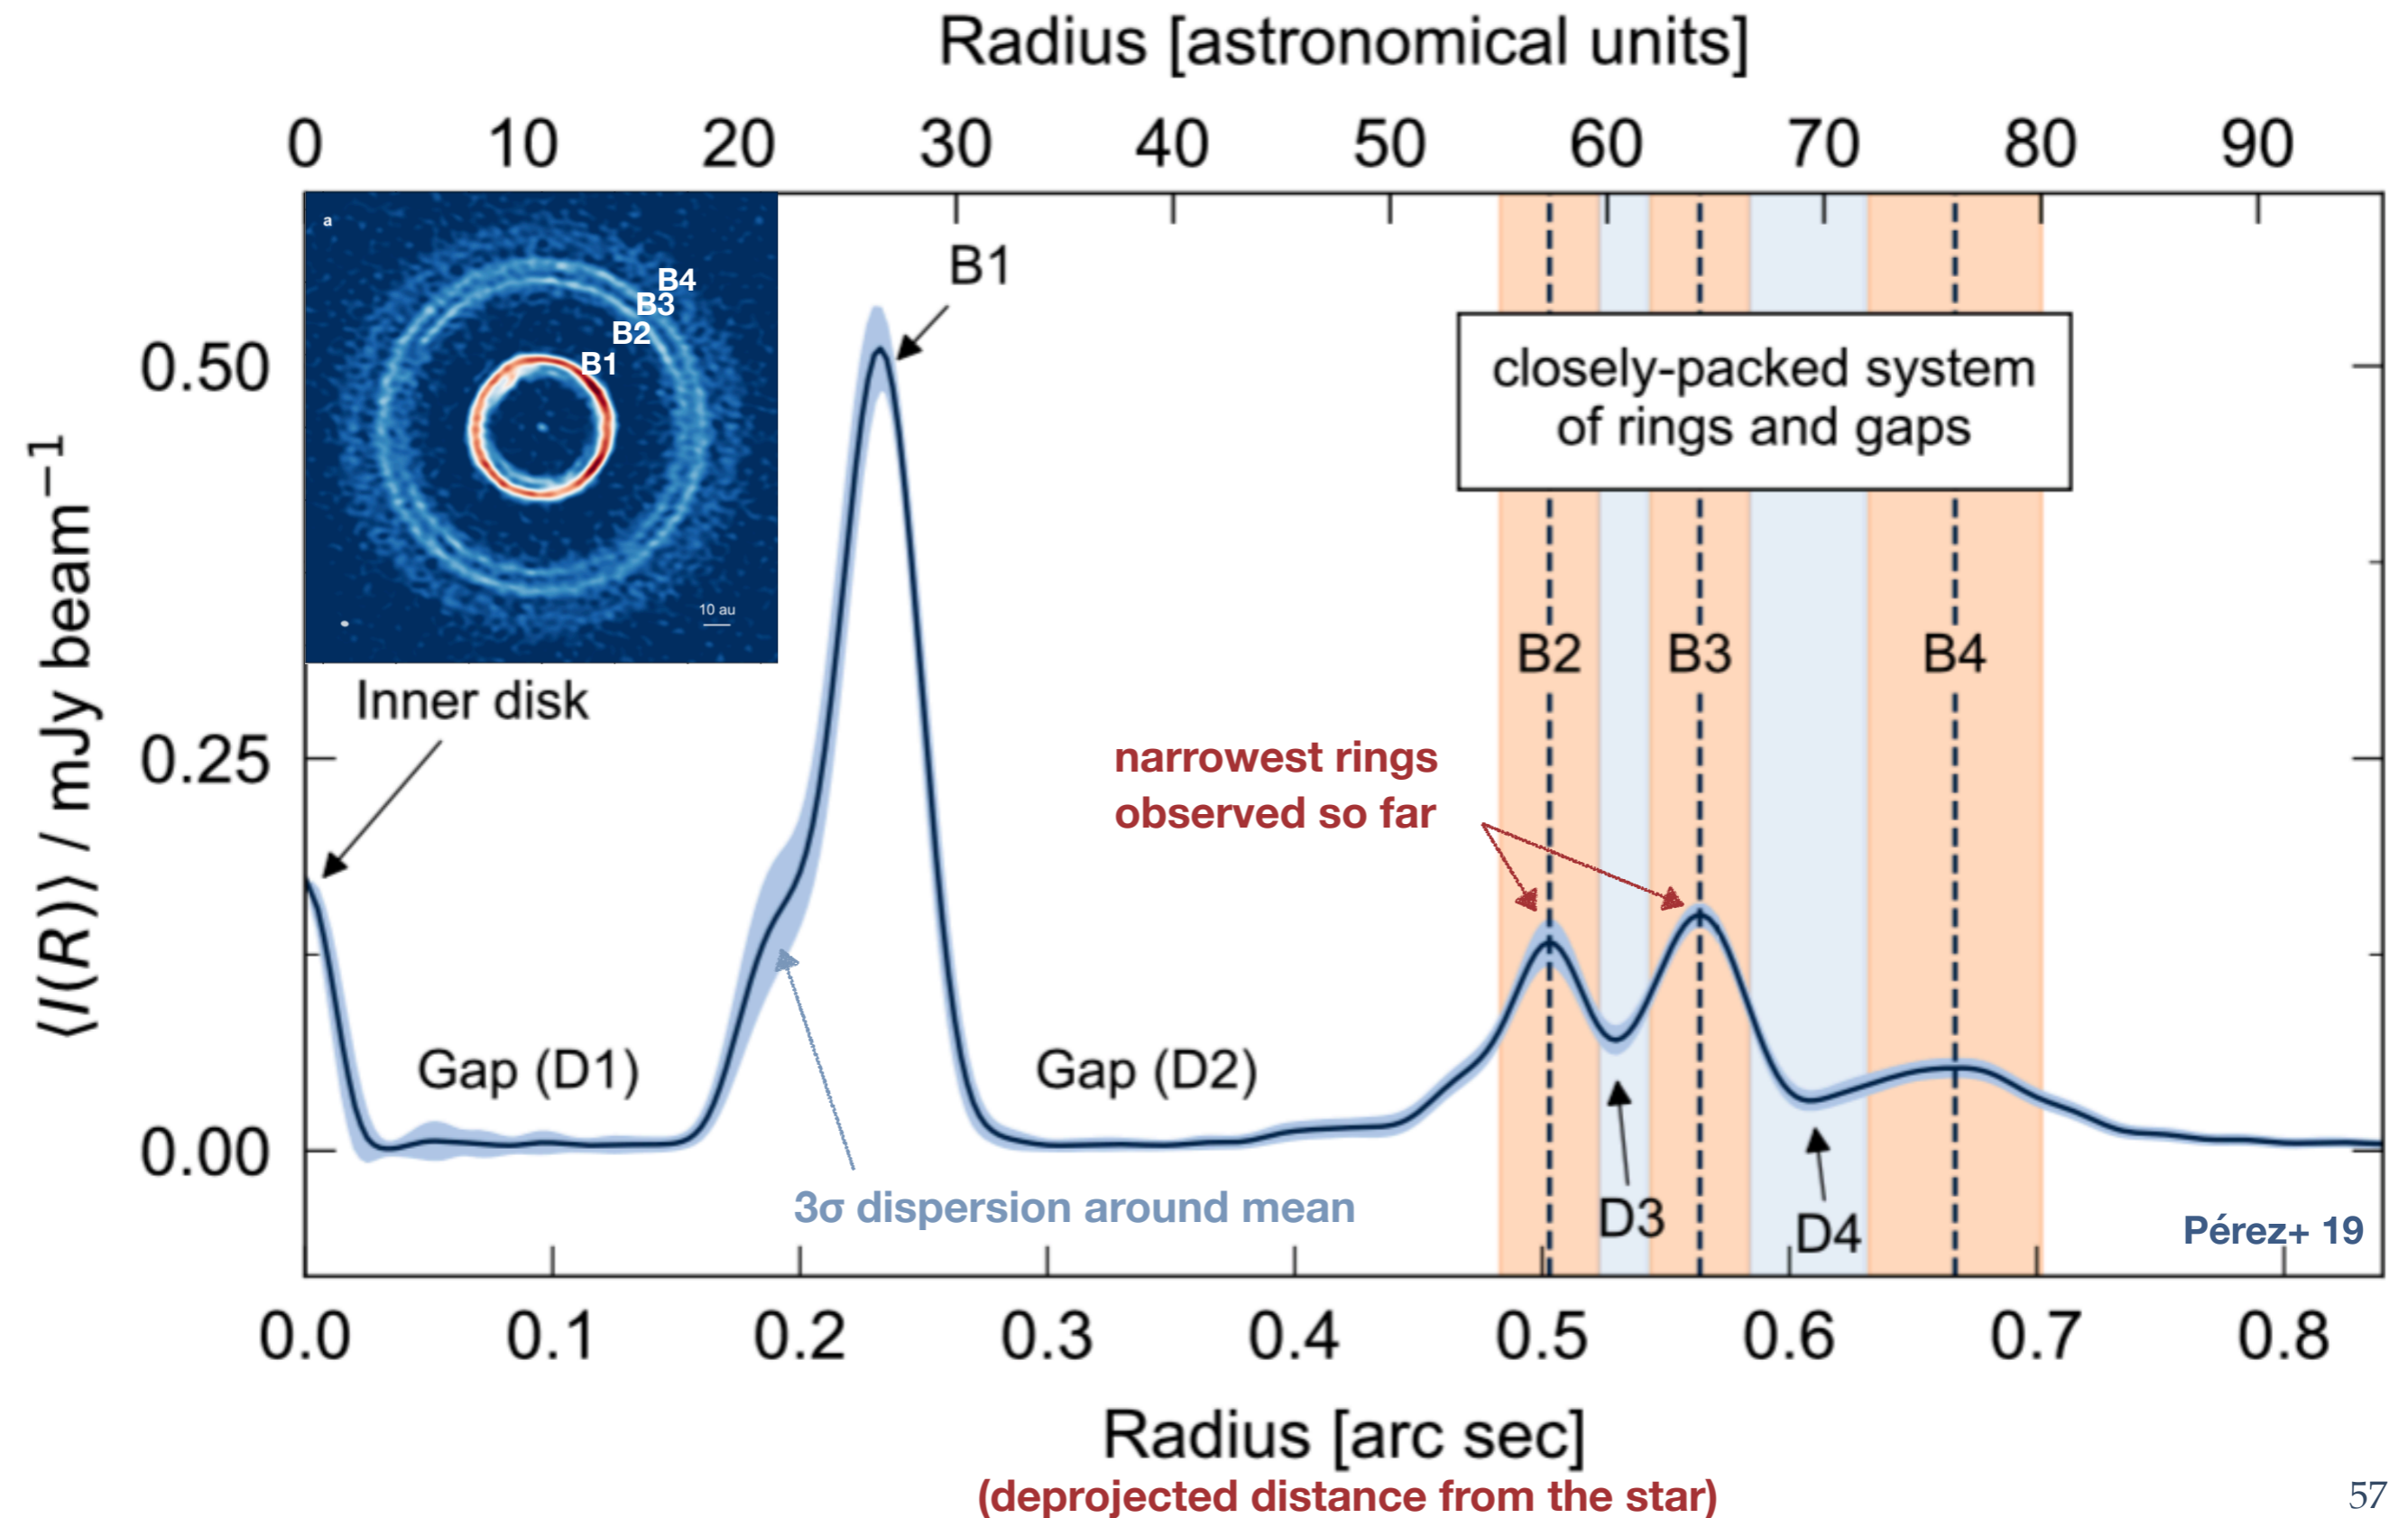 Radius [astronomical units]
0 10 20 30 40 50 60 70 80 90
a
B4
B3
B2
B1
10 au
B1
closely-packed system
of rings and gaps
0.50
0.25
0.00
⟨I(R)⟩ / mJy beam⁻¹
B2 B3 B4
Inner disk
narrowest rings
observed so far
Gap (D1)
Gap (D2)
3σ dispersion around mean
D3
D4
Pérez+ 19
0.0 0.1 0.2 0.3 0.4 0.5 0.6 0.7 0.8
Radius [arc sec]
(deprojected distance from the star)
57